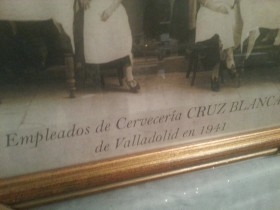 Empleados de Cervecería CRUZ BLANCA
de Valladolid en 1941